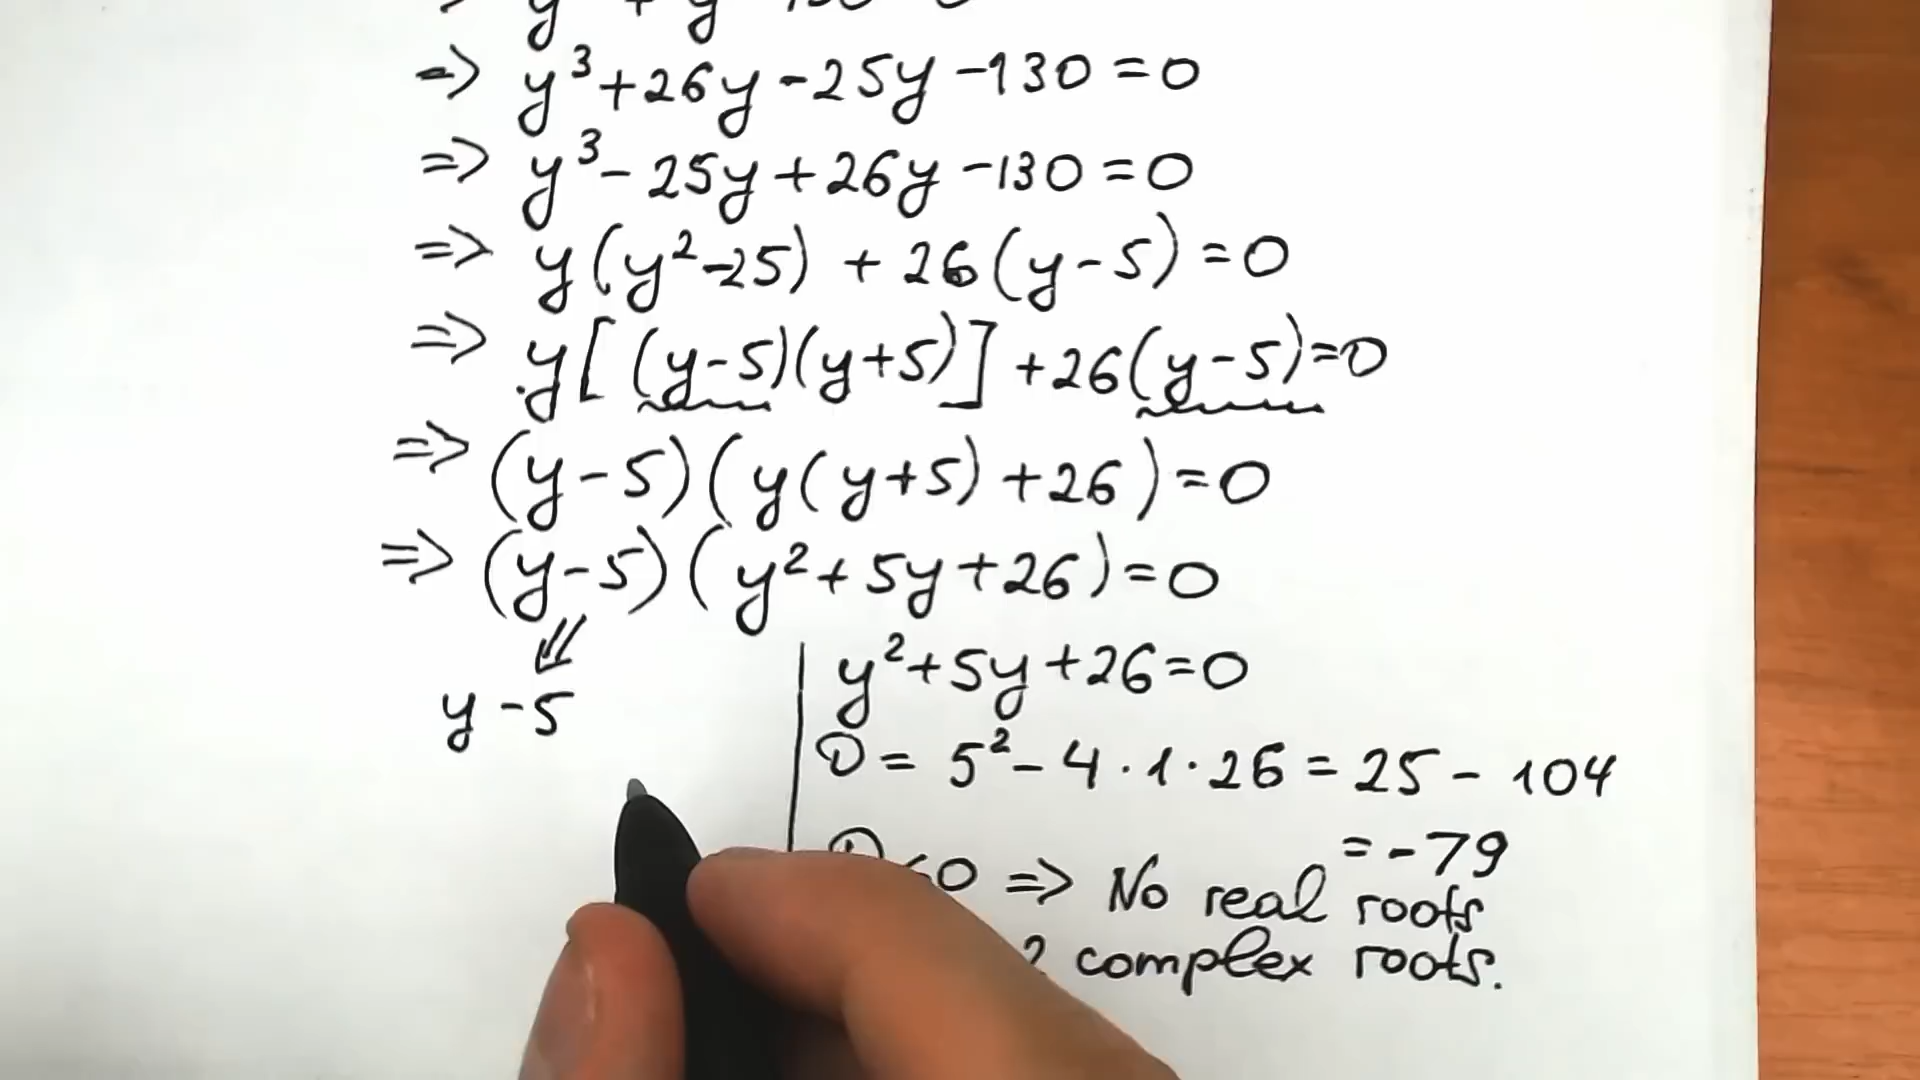 => y³+26y-25y-130=0
=> y³-25y+26y-130=0
=> y(y²-25)+26(y-5)=0
=> y[(y-5)(y+5)]+26(y-5)=0
=> (y-5)(y(y+5)+26)=0
=> (y-5)(y²+5y+26)=0
⇓
y-5
y²+5y+26=0
D=5²-4·1·26=25-104
=-79
<0 => No real roots
complex roots.